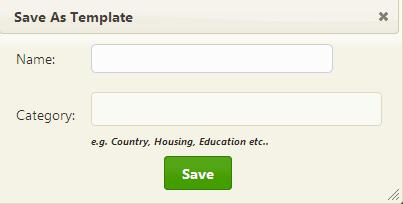 Save As Template
Name:
Category:
e.g. Country, Housing, Education etc..
Save